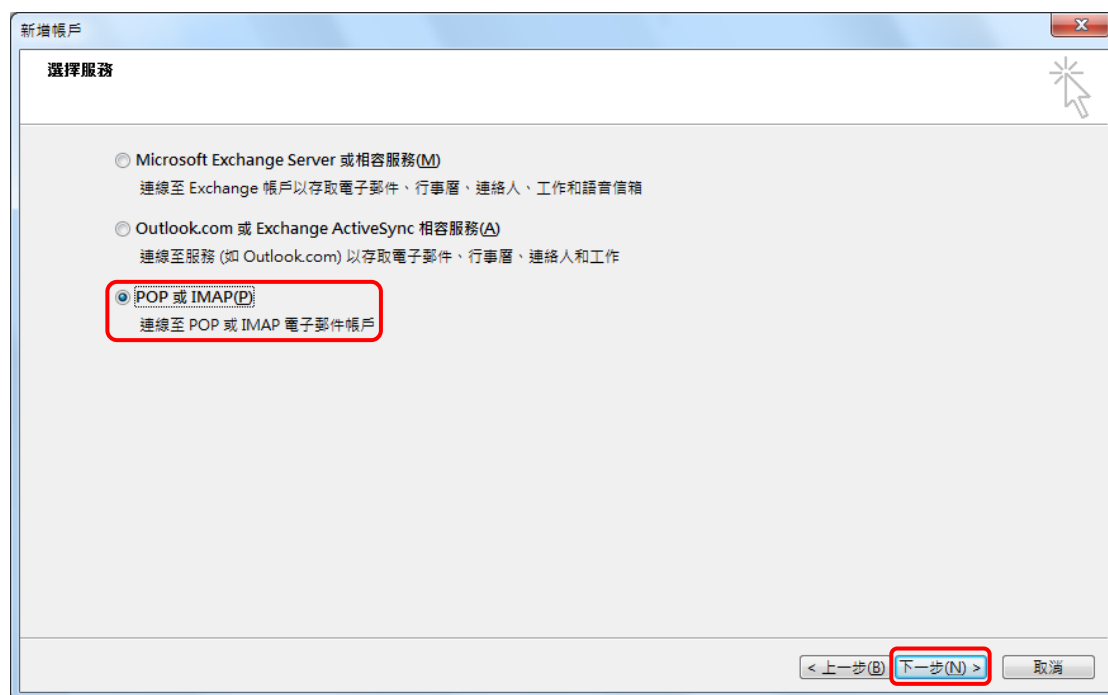 新增帳戶
選擇服務
Microsoft Exchange Server 或相容服務(M)
連線至 Exchange 帳戶以存取電子郵件、行事曆、連絡人、工作和語音信箱
Outlook.com 或 Exchange ActiveSync 相容服務(A)
連線至服務 (如 Outlook.com) 以存取電子郵件、行事曆、連絡人和工作
POP 或 IMAP(P)
連線至 POP 或 IMAP 電子郵件帳戶
< 上一步(B) 下一步(N) > 取消